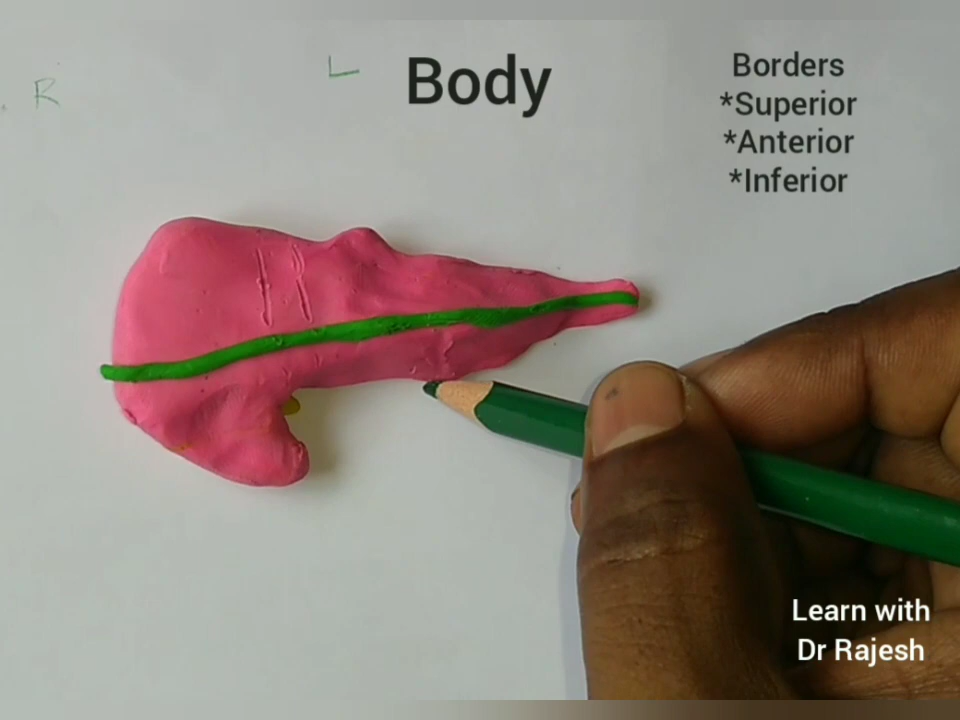 R
L
Body
Borders
*Superior
*Anterior
*Inferior
Learn with
Dr Rajesh